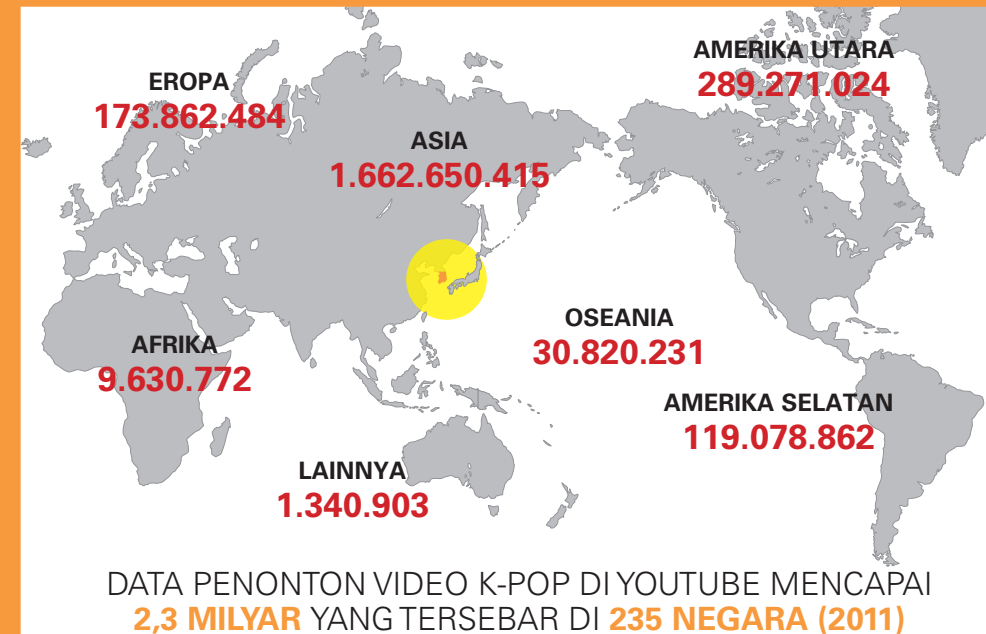 AMERIKA UTARA
289.271.024
EROPA
173.862.484
ASIA
1.662.650.415
OSEANIA
30.820.231
AFRIKA
9.630.772
AMERIKA SELATAN
119.078.862
LAINNYA
1.340.903
DATA PENONTON VIDEO K-POP DI YOUTUBE MENCAPAI
2,3 MILYAR YANG TERSEBAR DI 235 NEGARA (2011)